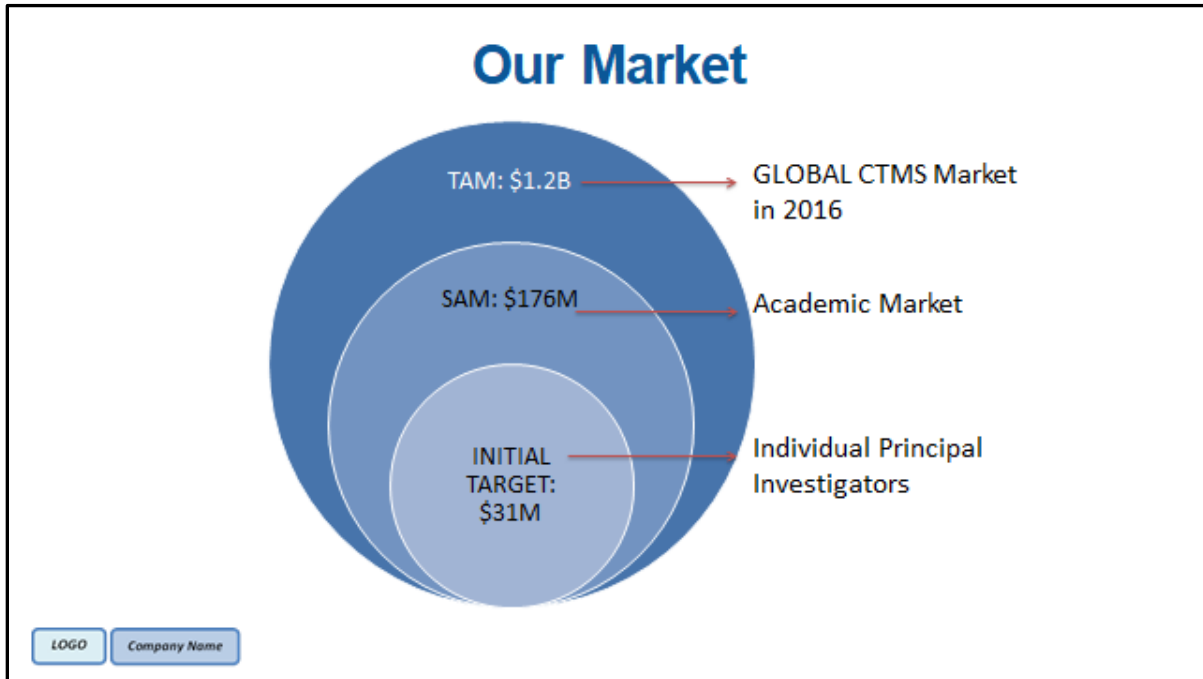 Our Market
TAM: $1.2B
GLOBAL CTMS Market
in 2016
SAM: $176M
Academic Market
INITIAL
TARGET:
$31M
Individual Principal
Investigators
LOGO
Company Name